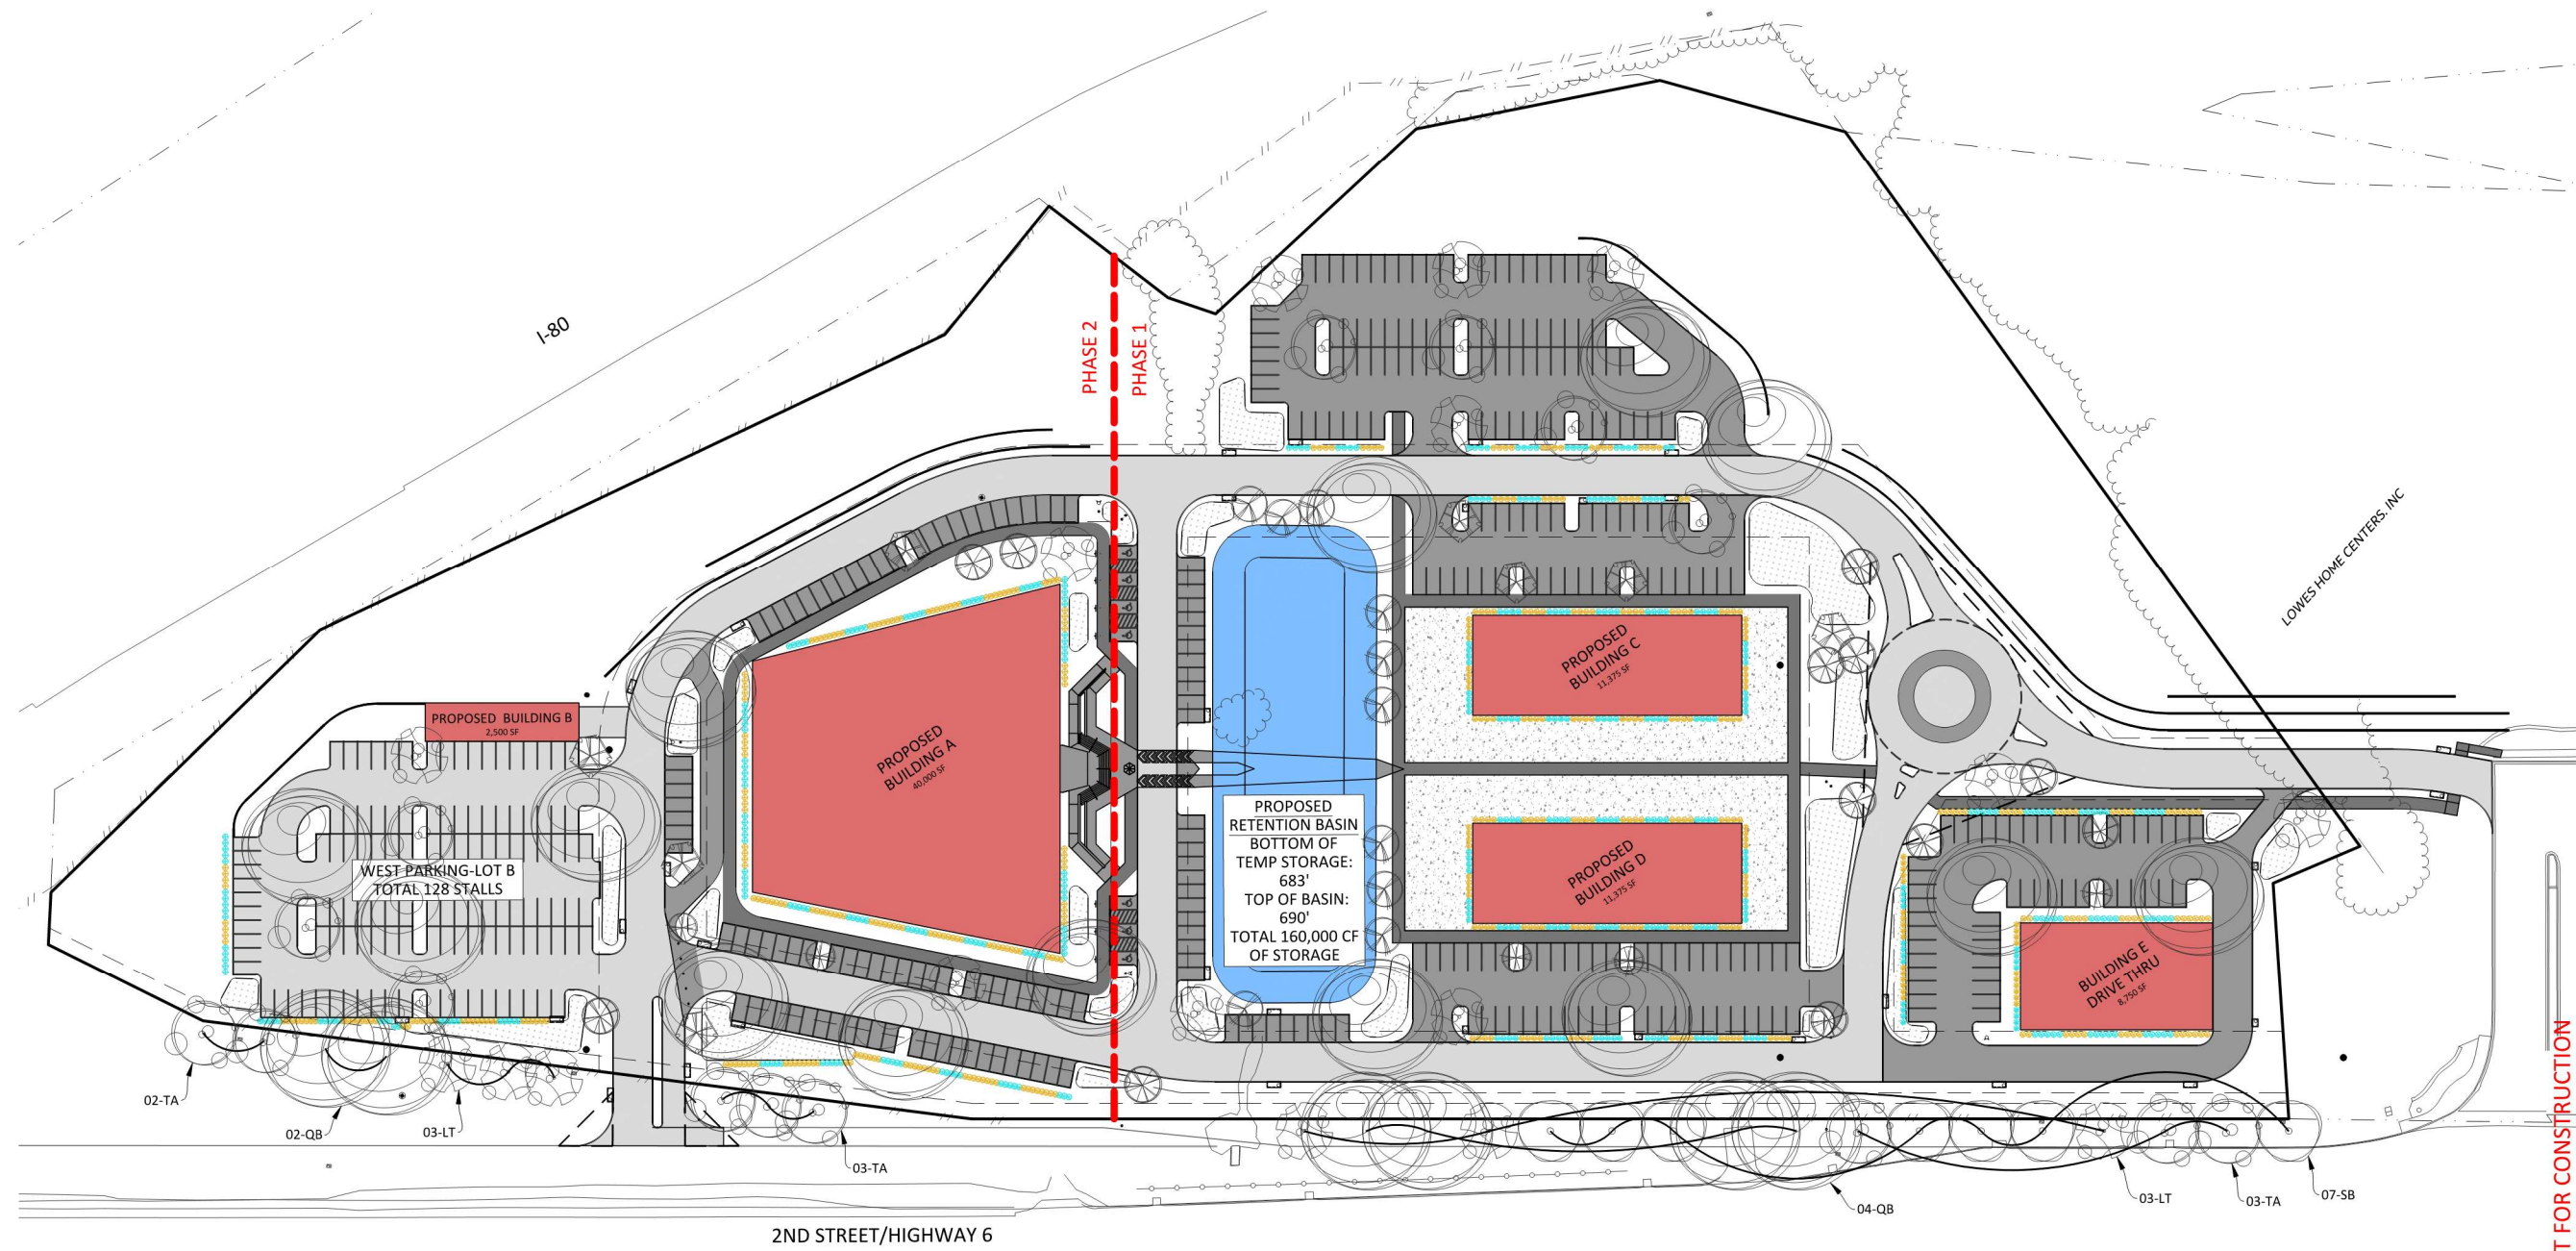 I-80
PHASE 2
PHASE 1
LOWES HOME CENTERS. INC
PROPOSED BUILDING B
2,500 SF
PROPOSED
BUILDING A
40,000 SF
PROPOSED
BUILDING C
11,375 SF
WEST PARKING-LOT B
TOTAL 128 STALLS
PROPOSED
RETENTION BASIN
BOTTOM OF
TEMP STORAGE:
683'
TOP OF BASIN:
690'
TOTAL 160,000 CF
OF STORAGE
PROPOSED
BUILDING D
11,375 SF
BUILDING E
DRIVE THRU
8,750 SF
02-TA
02-QB
03-LT
03-TA
04-QB
03-LT
03-TA
07-SB
2ND STREET/HIGHWAY 6
T FOR CONSTRUCTION